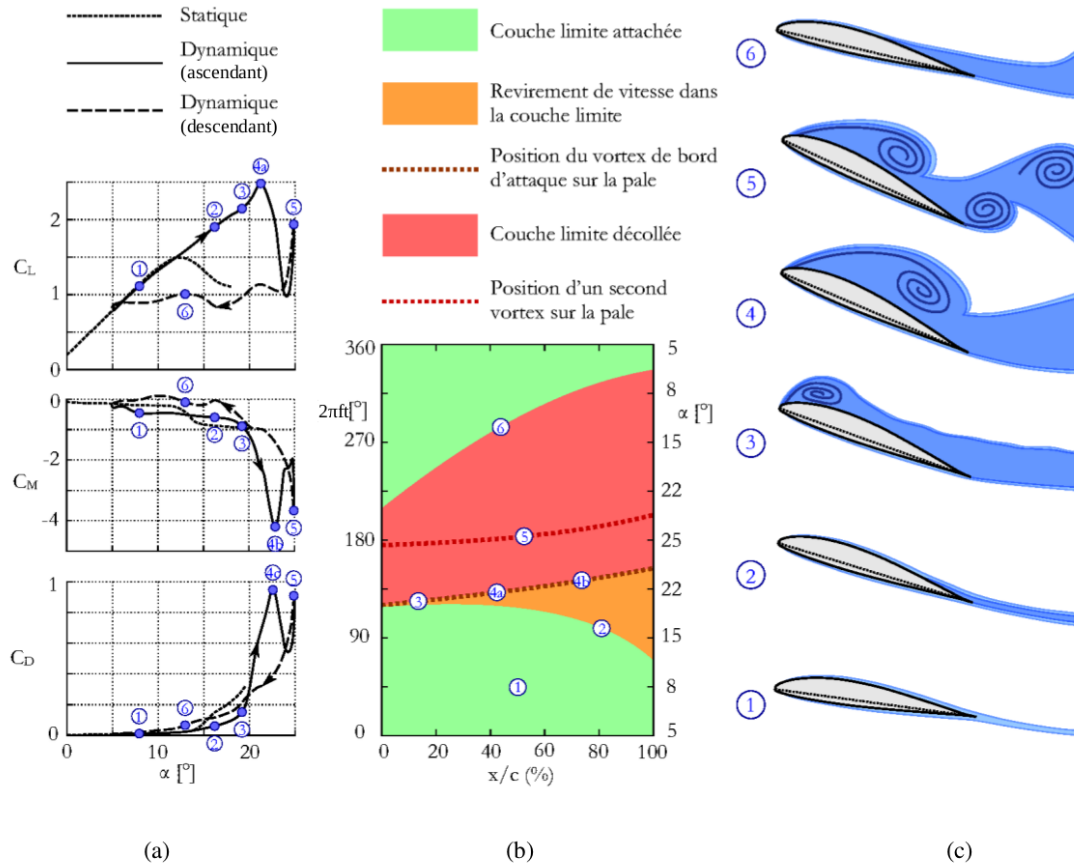 Statique
Dynamique
(ascendant)
Dynamique
(descendant)
Couche limite attachée
Revirement de vitesse dans
la couche limite
Position du vortex de bord
d'attaque sur la pale
Couche limite décollée
Position d'un second
vortex sur la pale
C_L
2
1
0
1
2
3
4a
5
6
C_M
0
-2
-4
6
1
2
3
4b
5
C_D
1
0
1
6
2
3
4c
5
0 10 20
α [°]
360
2πft[°]
270
180
90
0
5
8
α [°]
15
22
25
22
15
8
5
6
5
4b
4a
3
2
1
0 20 40 60 80 100
x/c (%)
6
5
4
3
2
1
(a) (b) (c)